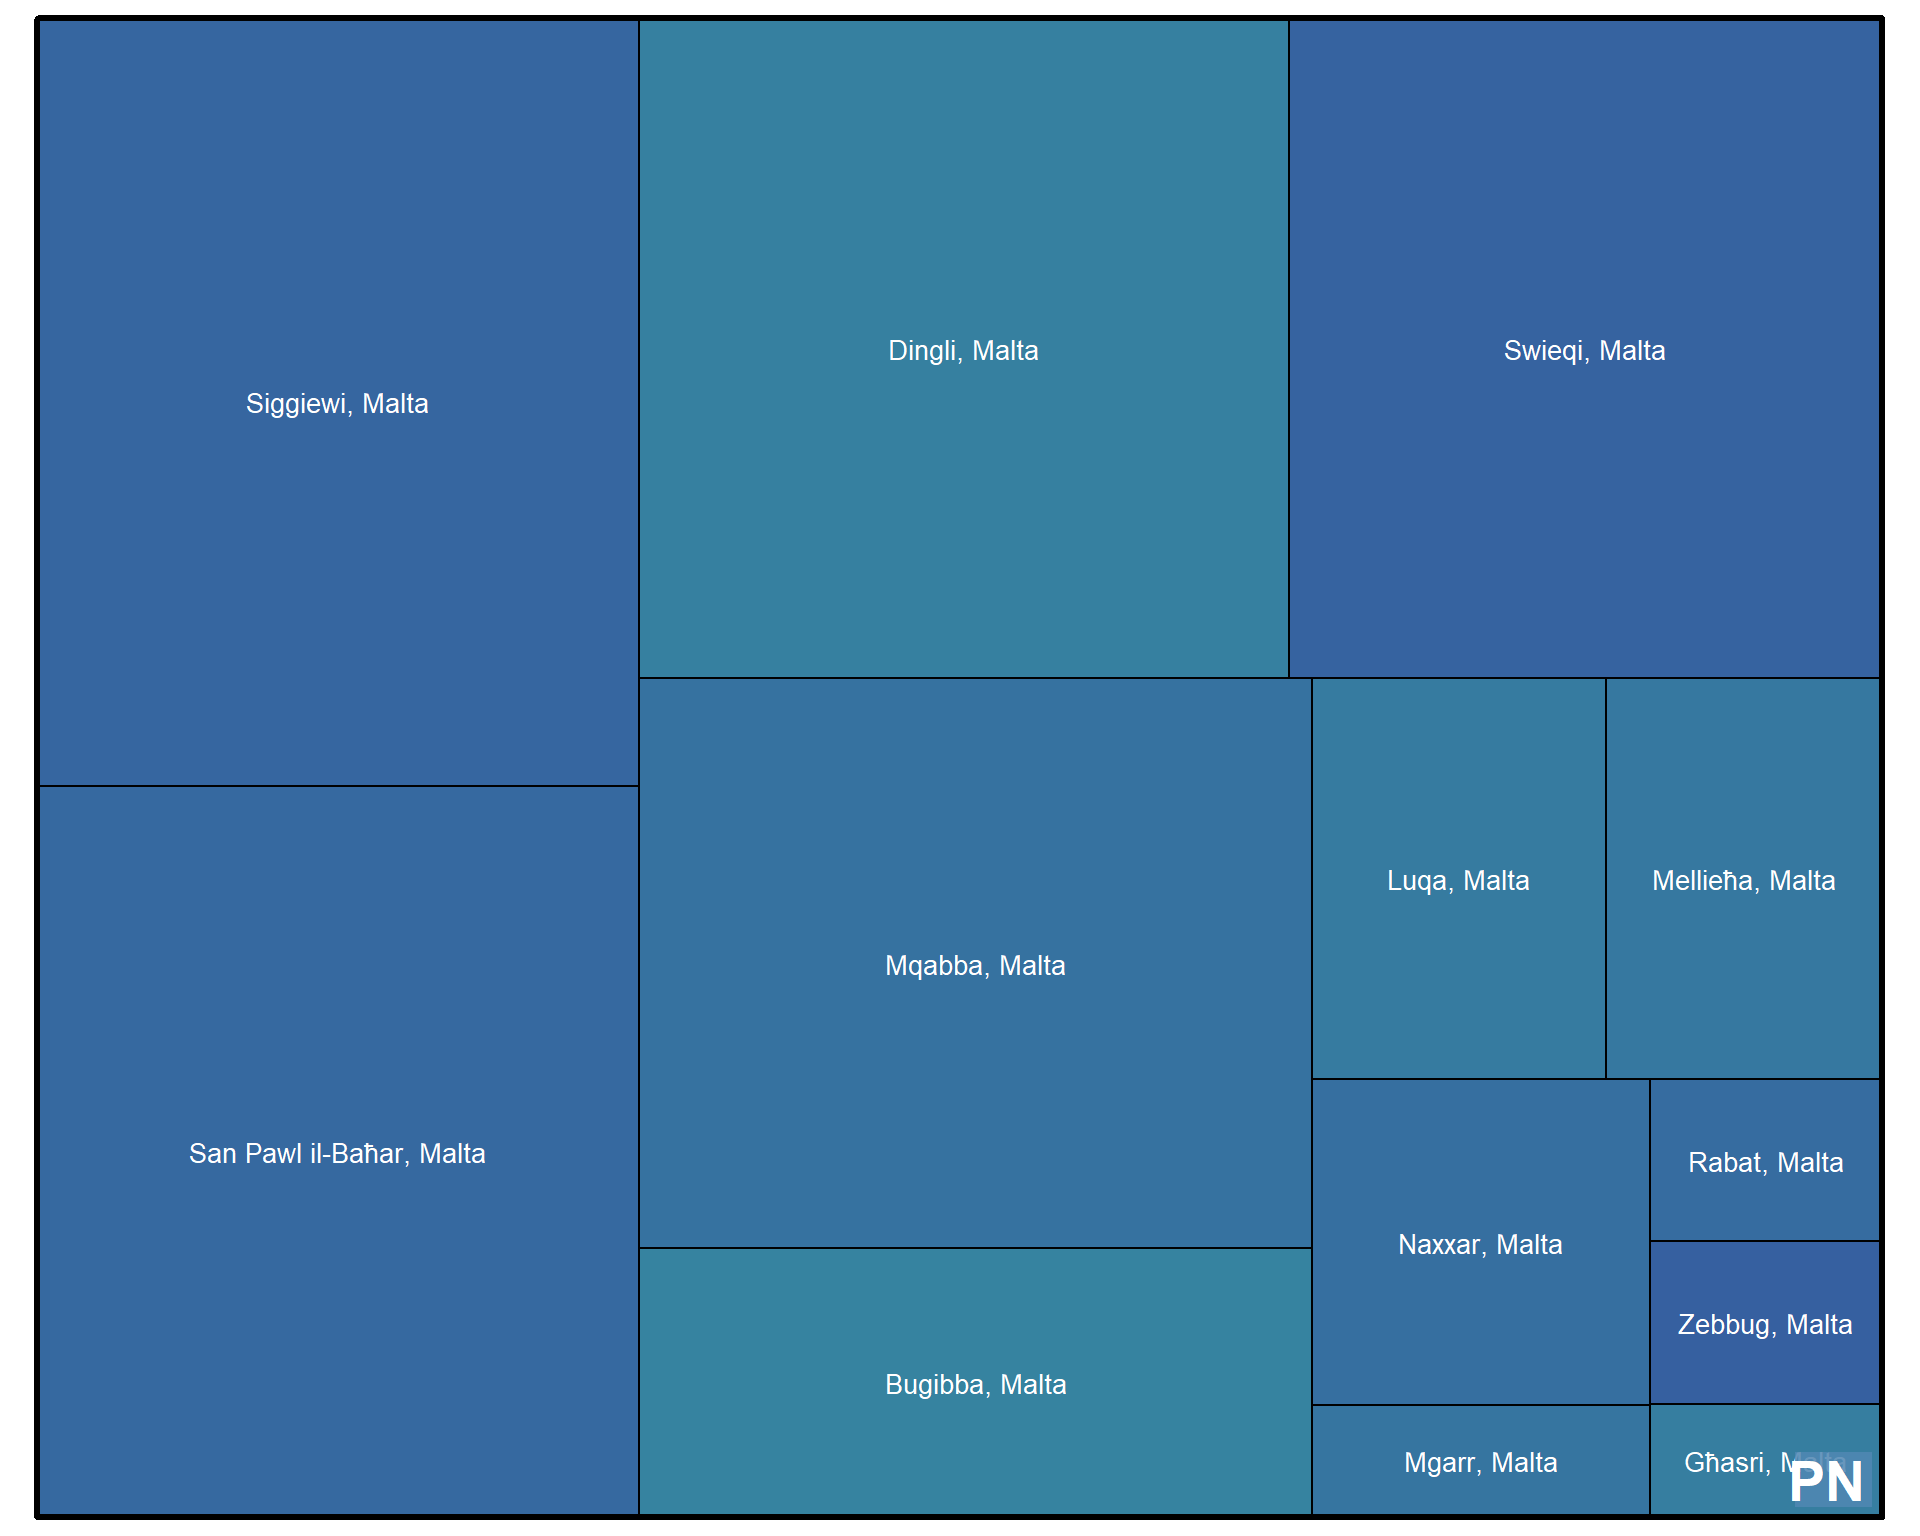 Siggiewi, Malta
Dingli, Malta
Swieqi, Malta
San Pawl il-Baħar, Malta
Mqabba, Malta
Luqa, Malta
Mellieħa, Malta
Naxxar, Malta
Rabat, Malta
Zebbug, Malta
Bugibba, Malta
Mgarr, Malta
Għasri, Malta
PN